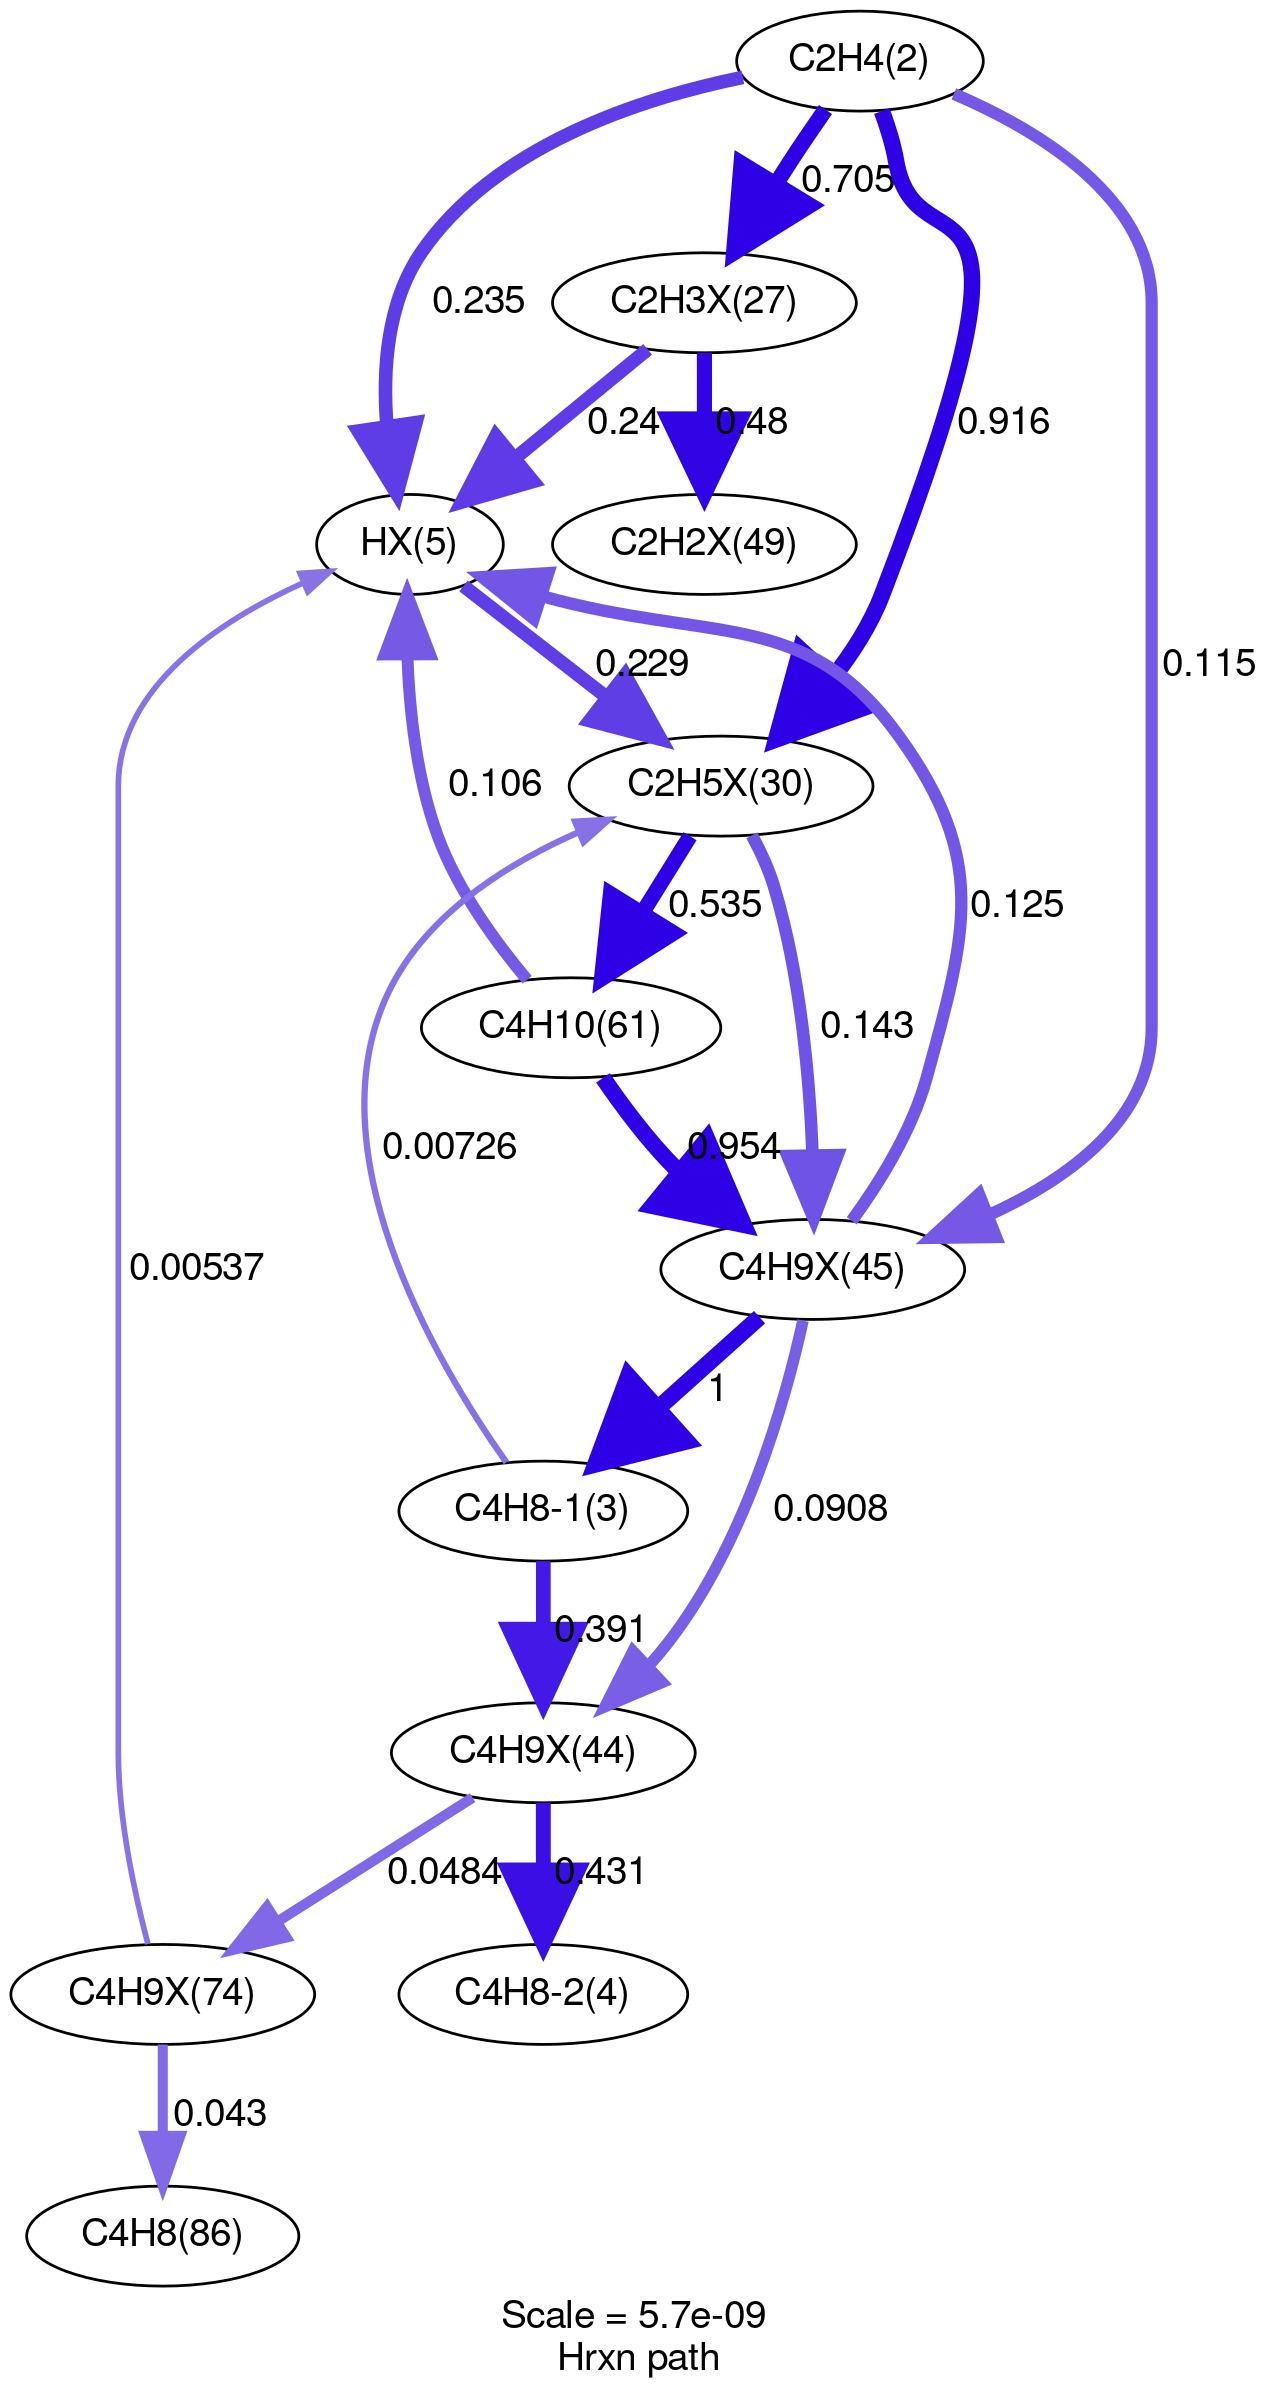 C2H4(2)
0.705
C2H3X(27)
0.235
0.24
0.48
0.916
HX(5)
C2H2X(49)
0.229
0.115
0.106
C2H5X(30)
0.535
0.125
C4H10(61)
0.143
0.00726
0.954
0.00537
C4H9X(45)
1
C4H8-1(3)
0.0908
0.391
C4H9X(44)
0.0484
0.431
C4H9X(74)
C4H8-2(4)
0.043
C4H8(86)
Scale = 5.7e-09
Hrxn path